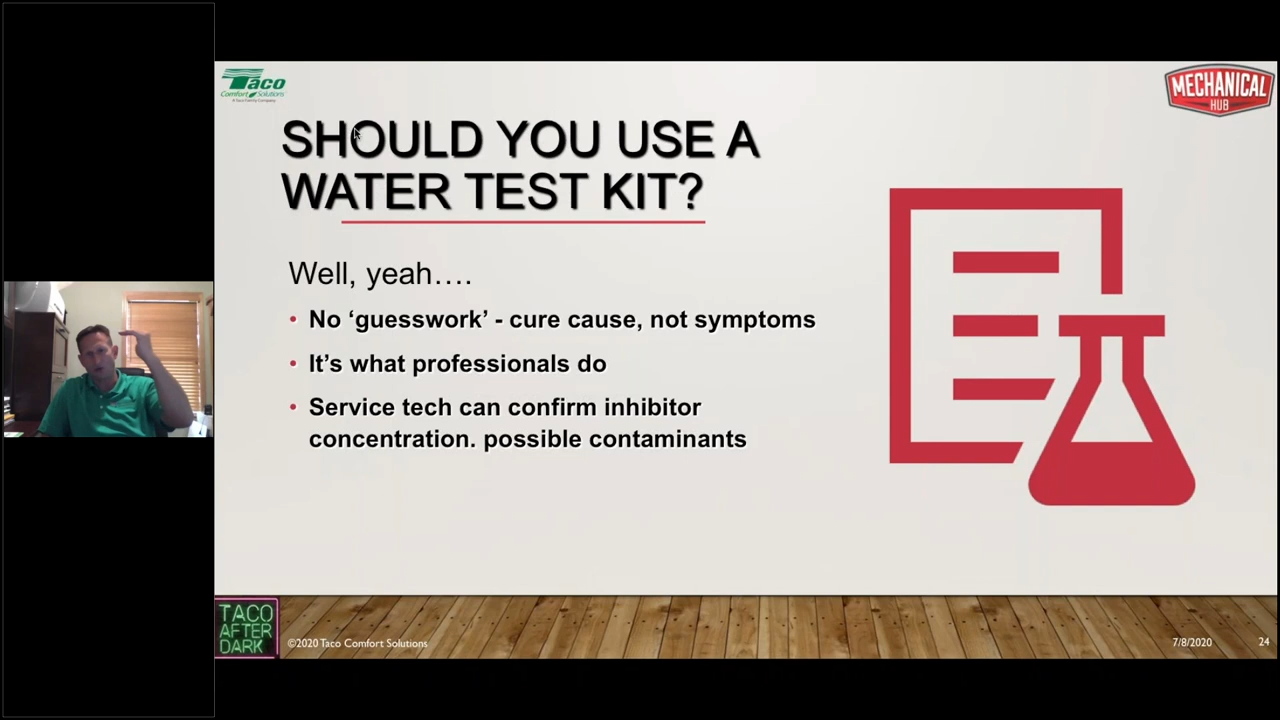 Taco
Comfort Solutions
A Taco Family Company
MECHANICAL
HUB
SHOULD YOU USE A
WATER TEST KIT?
Well, yeah….
• No ‘guesswork’ - cure cause, not symptoms
• It’s what professionals do
• Service tech can confirm inhibitor
concentration. possible contaminants
TACO
AFTER
DARK
©2020 Taco Comfort Solutions
7/8/2020
24